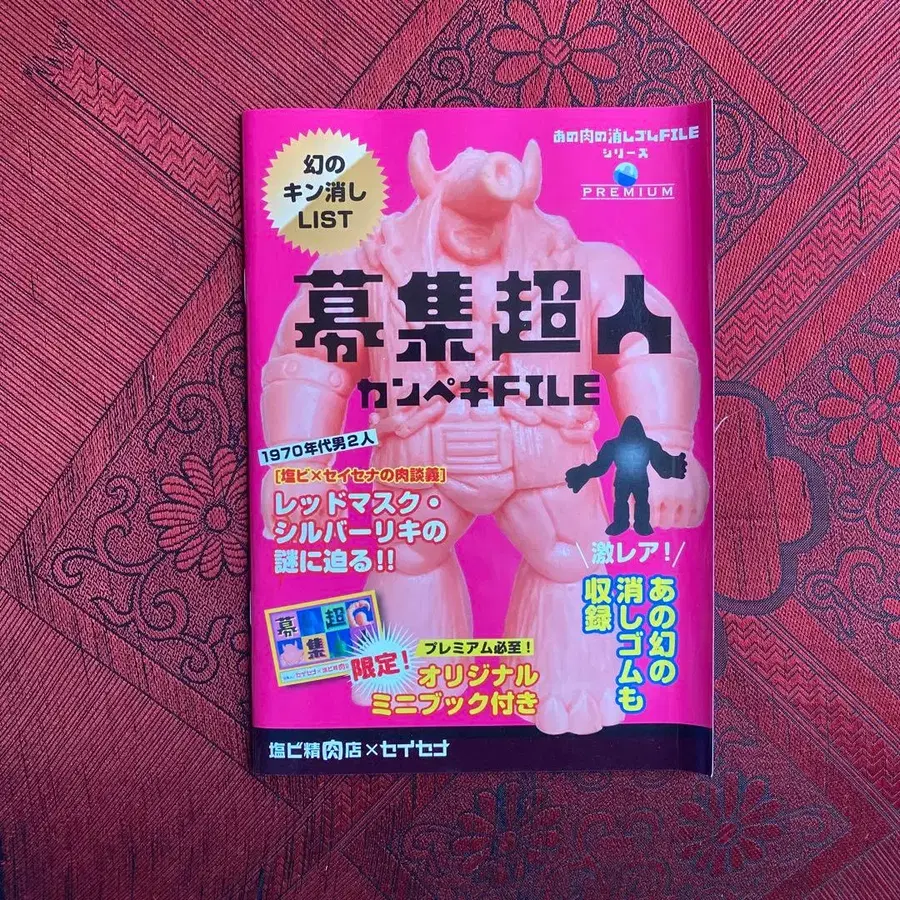 あの肉の消しゴムFILE
シリーズ
PREMIUM
幻の
キン消し
LIST
募集超人
カンペキFILE
1970年代男2人
[塩ビ×セイセナの肉談義]
レッドマスク・
シルバーリキの
謎に迫る!!
激レア!
あの幻の
消しゴムも
収録
募集超人
限定!
プレミアム必至!
オリジナル
ミニブック付き
塩ビ精肉店×セイセナ